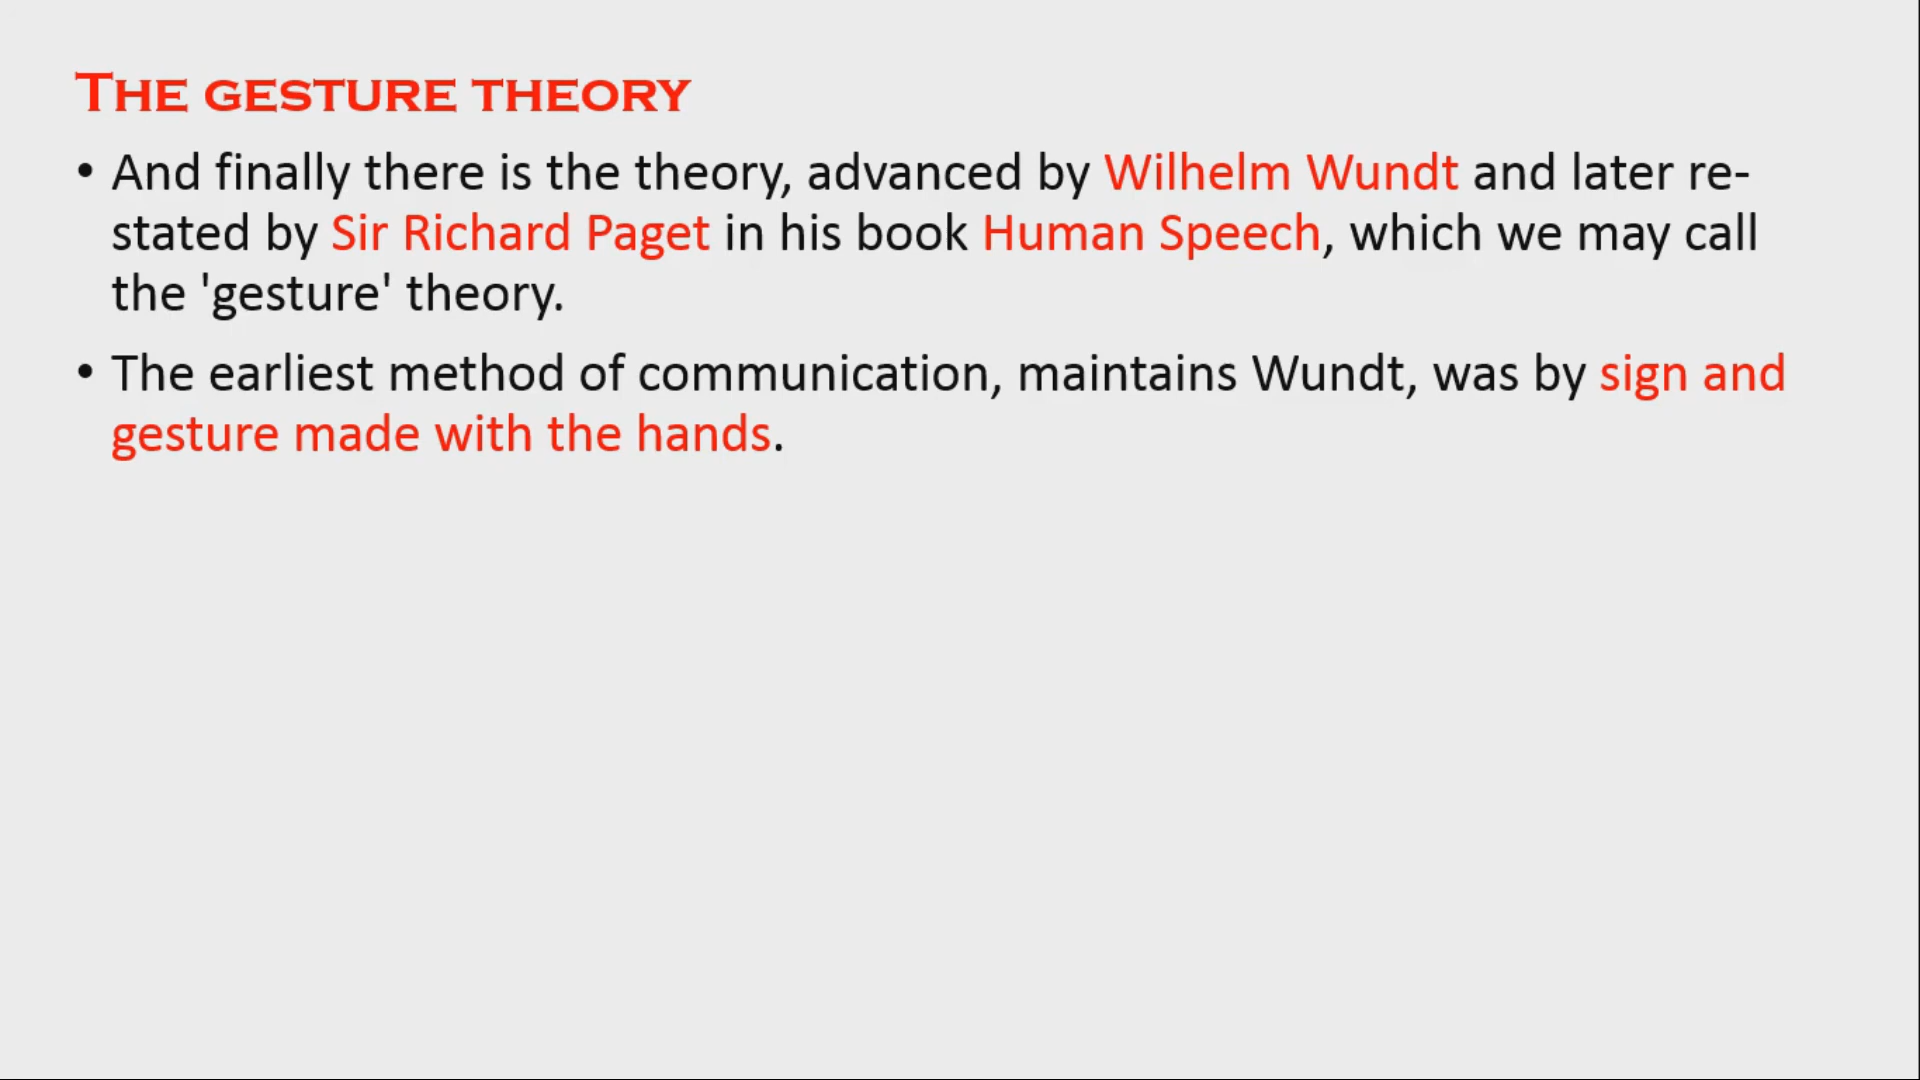 The gesture theory
• And finally there is the theory, advanced by Wilhelm Wundt and later re-
stated by Sir Richard Paget in his book Human Speech, which we may call
the 'gesture' theory.
• The earliest method of communication, maintains Wundt, was by sign and
gesture made with the hands.